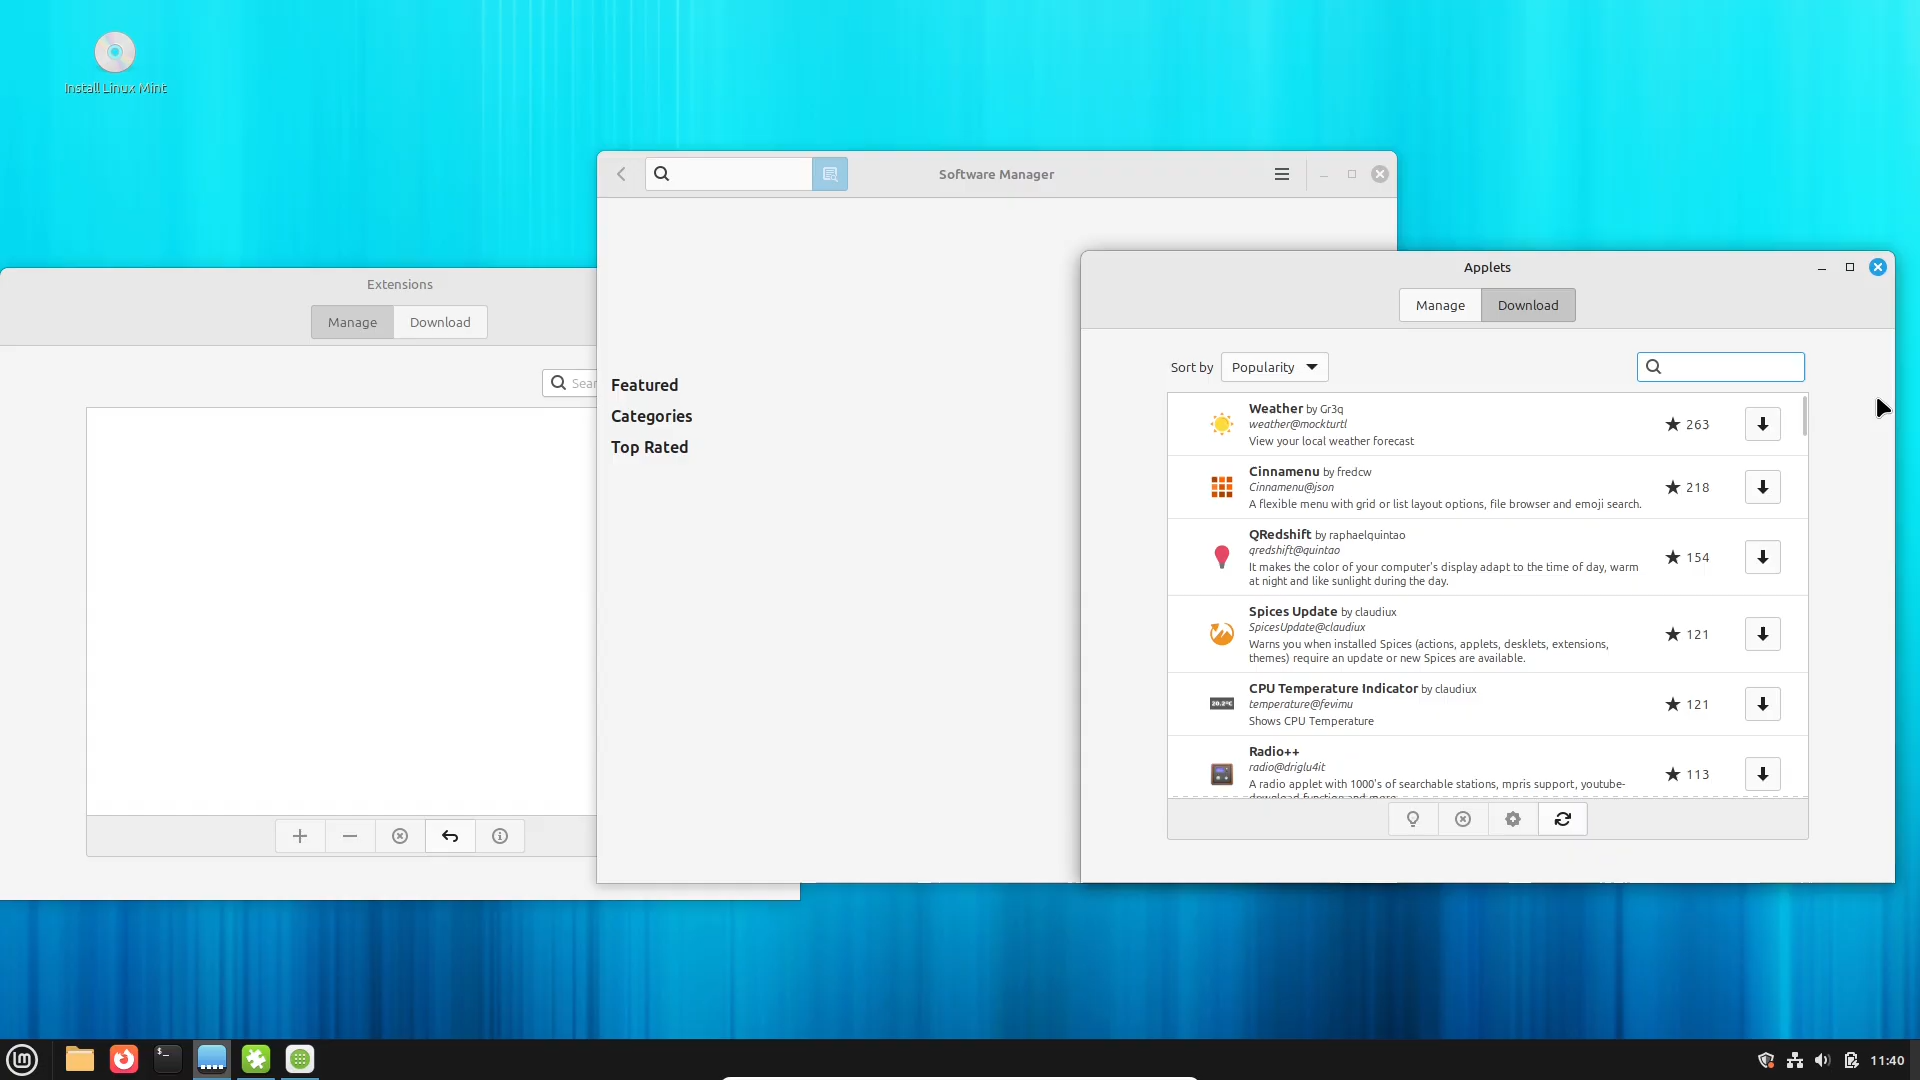 Install Linux Mint
Software Manager
Extensions
Manage
Download
Sear
Featured
Categories
Top Rated
Applets
Manage
Download
Sort by
Popularity
Weather by Gr3q
weather@mockturtl
View your local weather forecast
263
Cinnamenu by fredcw
Cinnamenu@json
A flexible menu with grid or list layout options, file browser and emoji search.
218
QRedshift by raphaelquintao
qredshift@quintao
It makes the color of your computer's display adapt to the time of day, warm
at night and like sunlight during the day.
154
Spices Update by claudiux
SpicesUpdate@claudiux
Warns you when installed Spices (actions, applets, desklets, extensions,
themes) require an update or new Spices are available.
121
CPU Temperature Indicator by claudiux
temperature@fevimu
Shows CPU Temperature
121
Radio++
radio@driglu4it
A radio applet with 1000's of searchable stations, mpris support, youtube-
download function and more
113
11:40